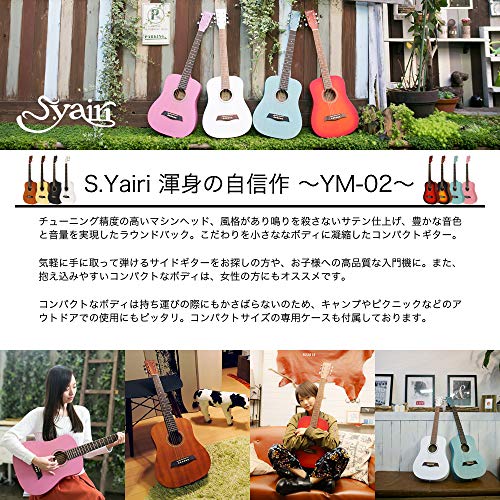 PARKING
S.yairi
S.Yairi 渾身の自信作 〜YM-02〜
チューニング精度の高いマシンヘッド、風格があり鳴りを殺さないサテン仕上げ、豊かな音色
と音量を実現したラウンドバック。こだわりを小さななボディに凝縮したコンパクトギター。
気軽に手に取って弾けるサイドギターをお探しの方や、お子様への高品質な入門機に。また、
抱え込みやすいコンパクトなボディは、女性の方にもオススメです。
コンパクトなボディは持ち運びの際にもかさばらないのため、キャンプやピクニックなどのア
ウトドアでの使用にもピッタリ。コンパクトサイズの専用ケースも付属しております。